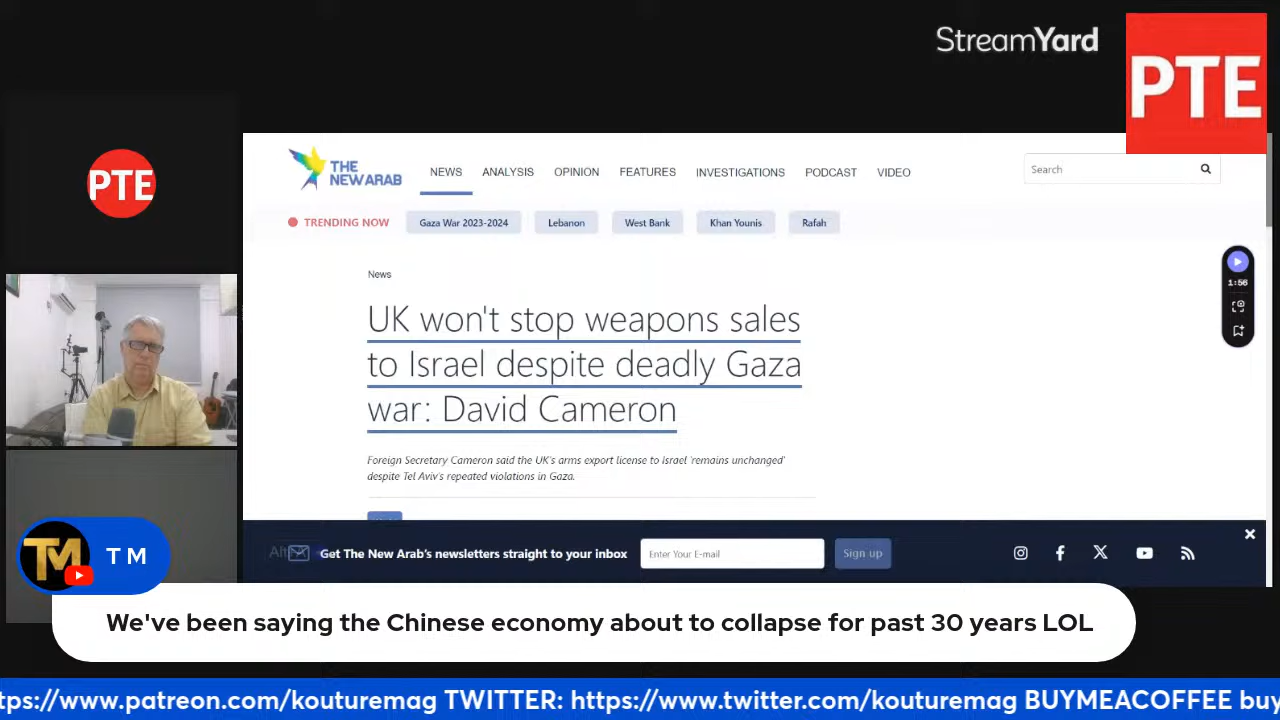 StreamYard
PTE
PTE
THE
NEWARAB
NEWS
ANALYSIS
OPINION
FEATURES
INVESTIGATIONS
PODCAST
VIDEO
Search
TRENDING NOW
Gaza War 2023-2024
Lebanon
West Bank
Khan Younis
Rafah
1:56
News
UK won't stop weapons sales
to Israel despite deadly Gaza
war: David Cameron
Foreign Secretary Cameron said the UK's arms export license to Israel 'remains unchanged'
despite Tel Aviv's repeated violations in Gaza.
Get The New Arab's newsletters straight to your inbox
Enter Your E-mail
Sign up
TM
T M
We've been saying the Chinese economy about to collapse for past 30 years LOL
tps://www.patreon.com/kouturemag TWITTER: https://www.twitter.com/kouturemag BUYMEACOFFEE buy